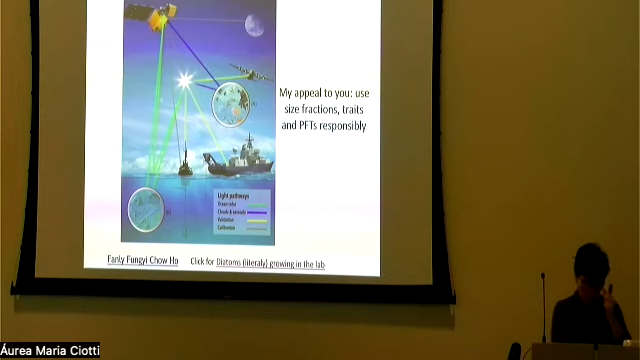 My appeal to you: use
size fractions, traits
and PFTs responsibly
Light pathways
Ocean color
Clouds & aerosols
Validation
Calibration
Fanly Fungyi Chow Ho
Click for Diatoms (literaly) growing in the lab
Áurea Maria Ciotti